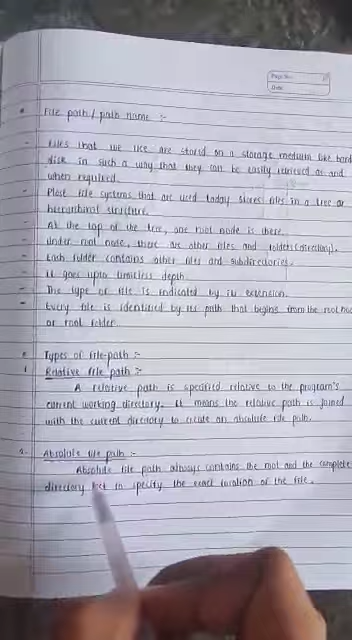 Page No.
Date
File path / path name :-
- Files that we use are stored on a storage medium like hard
disk in such a way that they can be easily retrieved as and
when required.
- Most file systems that are used today stores files in a tree or
hierarchical structure.
At the top of the tree, one root node is there.
- Under root node, there are other files and folders (directory).
- Each folder contains other files and subdirectories.
- It goes upto limitless depth.
- The type of file is indicated by its extension.
- Every file is identified by its path that begins from the root node
or root folder.
Types of file-path :-
1. Relative file path :-
A relative path is specified relative to the program's
current working directory. It means the relative path is joined
with the current directory to create an absolute file path.
2. Absolute file path :-
Absolute file path always contains the root and the complete
directory list to specify the exact location of the file.